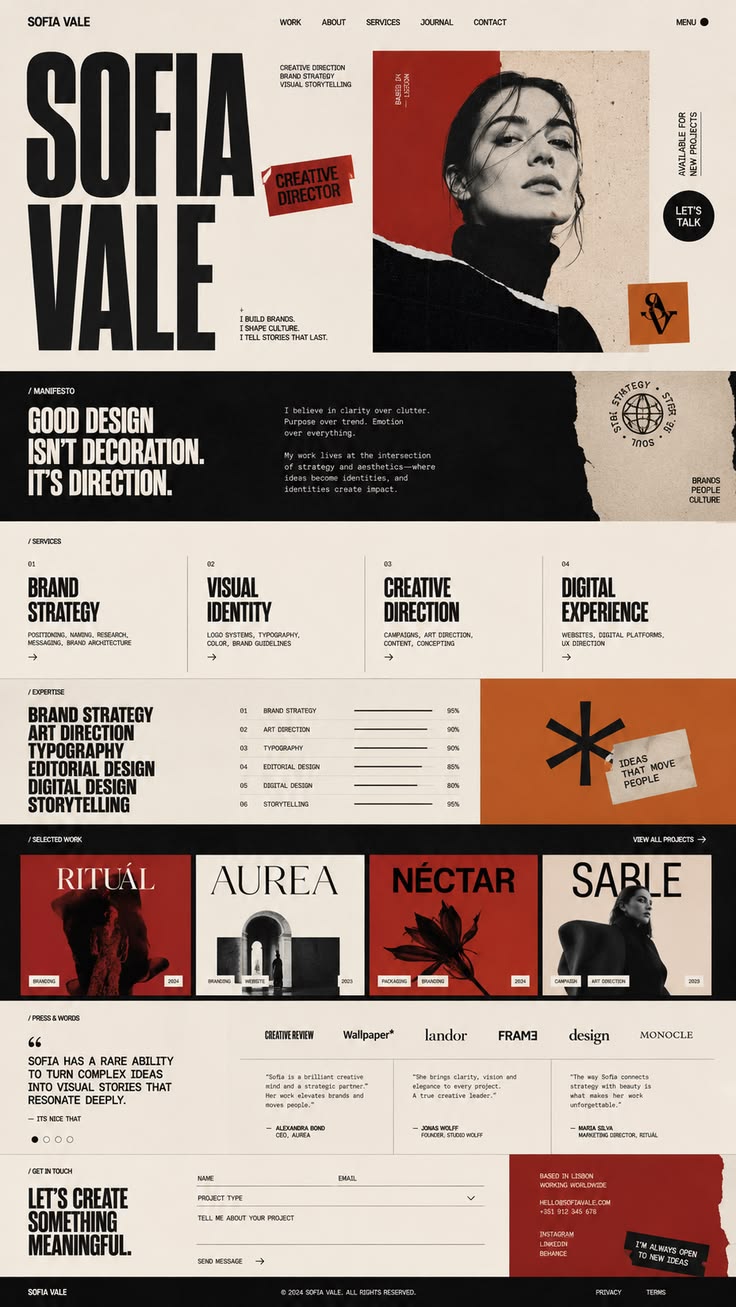 SOFIA VALE
WORK ABOUT SERVICES JOURNAL CONTACT
MENU
SOFIA
VALE
CREATIVE DIRECTION
BRAND STRATEGY
VISUAL STORYTELLING
CREATIVE
DIRECTOR
BASED IN
— LISBON
AVAILABLE FOR
NEW PROJECTS
LET'S
TALK
SV
↓
I BUILD BRANDS.
I SHAPE CULTURE.
I TELL STORIES THAT LAST.
/ MANIFESTO
GOOD DESIGN
ISN'T DECORATION.
IT'S DIRECTION.
I believe in clarity over clutter.
Purpose over trend. Emotion
over everything.
My work lives at the intersection
of strategy and aesthetics—where
ideas become identities, and
identities create impact.
STRATEGY
SOUL
BRANDS
PEOPLE
CULTURE
/ SERVICES
01
BRAND
STRATEGY
POSITIONING, NAMING, RESEARCH,
MESSAGING, BRAND ARCHITECTURE
→
02
VISUAL
IDENTITY
LOGO SYSTEMS, TYPOGRAPHY,
COLOR, BRAND GUIDELINES
→
03
CREATIVE
DIRECTION
CAMPAIGNS, ART DIRECTION,
CONTENT, CONCEPTING
→
04
DIGITAL
EXPERIENCE
WEBSITES, DIGITAL PLATFORMS,
UX DIRECTION
→
/ EXPERTISE
BRAND STRATEGY
ART DIRECTION
TYPOGRAPHY
EDITORIAL DESIGN
DIGITAL DESIGN
STORYTELLING
01 BRAND STRATEGY 95%
02 ART DIRECTION 90%
03 TYPOGRAPHY 90%
04 EDITORIAL DESIGN 85%
05 DIGITAL DESIGN 80%
06 STORYTELLING 95%
IDEAS
THAT MOVE
PEOPLE
/ SELECTED WORK
VIEW ALL PROJECTS →
RITUÁL
BRANDING 2024
AUREA
BRANDING WEBSITE 2023
NÉCTAR
PACKAGING BRANDING 2024
SABLE
CAMPAIGN ART DIRECTION 2023
/ PRESS & WORDS
“
SOFIA HAS A RARE ABILITY
TO TURN COMPLEX IDEAS
INTO VISUAL STORIES THAT
RESONATE DEEPLY.
— ITS NICE THAT
CREATIVE REVIEW Wallpaper* landor FRAME design MONOCLE
“Sofia is a brilliant creative
mind and a strategic partner.”
Her work elevates brands and
moves people.”
— ALEXANDRA BOND
CEO, AUREA
“She brings clarity, vision and
elegance to every project.
A true creative leader.”
— JONAS WOLFF
FOUNDER, STUDIO WOLFF
“The way Sofia connects
strategy with beauty is
what makes her work
unforgettable.”
— MARIA SILVA
MARKETING DIRECTOR, RITUÁL
/ GET IN TOUCH
LET'S CREATE
SOMETHING
MEANINGFUL.
NAME EMAIL
PROJECT TYPE
TELL ME ABOUT YOUR PROJECT
SEND MESSAGE →
BASED IN LISBON
WORKING WORLDWIDE
HELLO@SOFIAVALE.COM
+351 912 345 678
INSTAGRAM
LINKEDIN
BEHANCE
I'M ALWAYS OPEN
TO NEW IDEAS
SOFIA VALE
© 2024 SOFIA VALE. ALL RIGHTS RESERVED.
PRIVACY TERMS